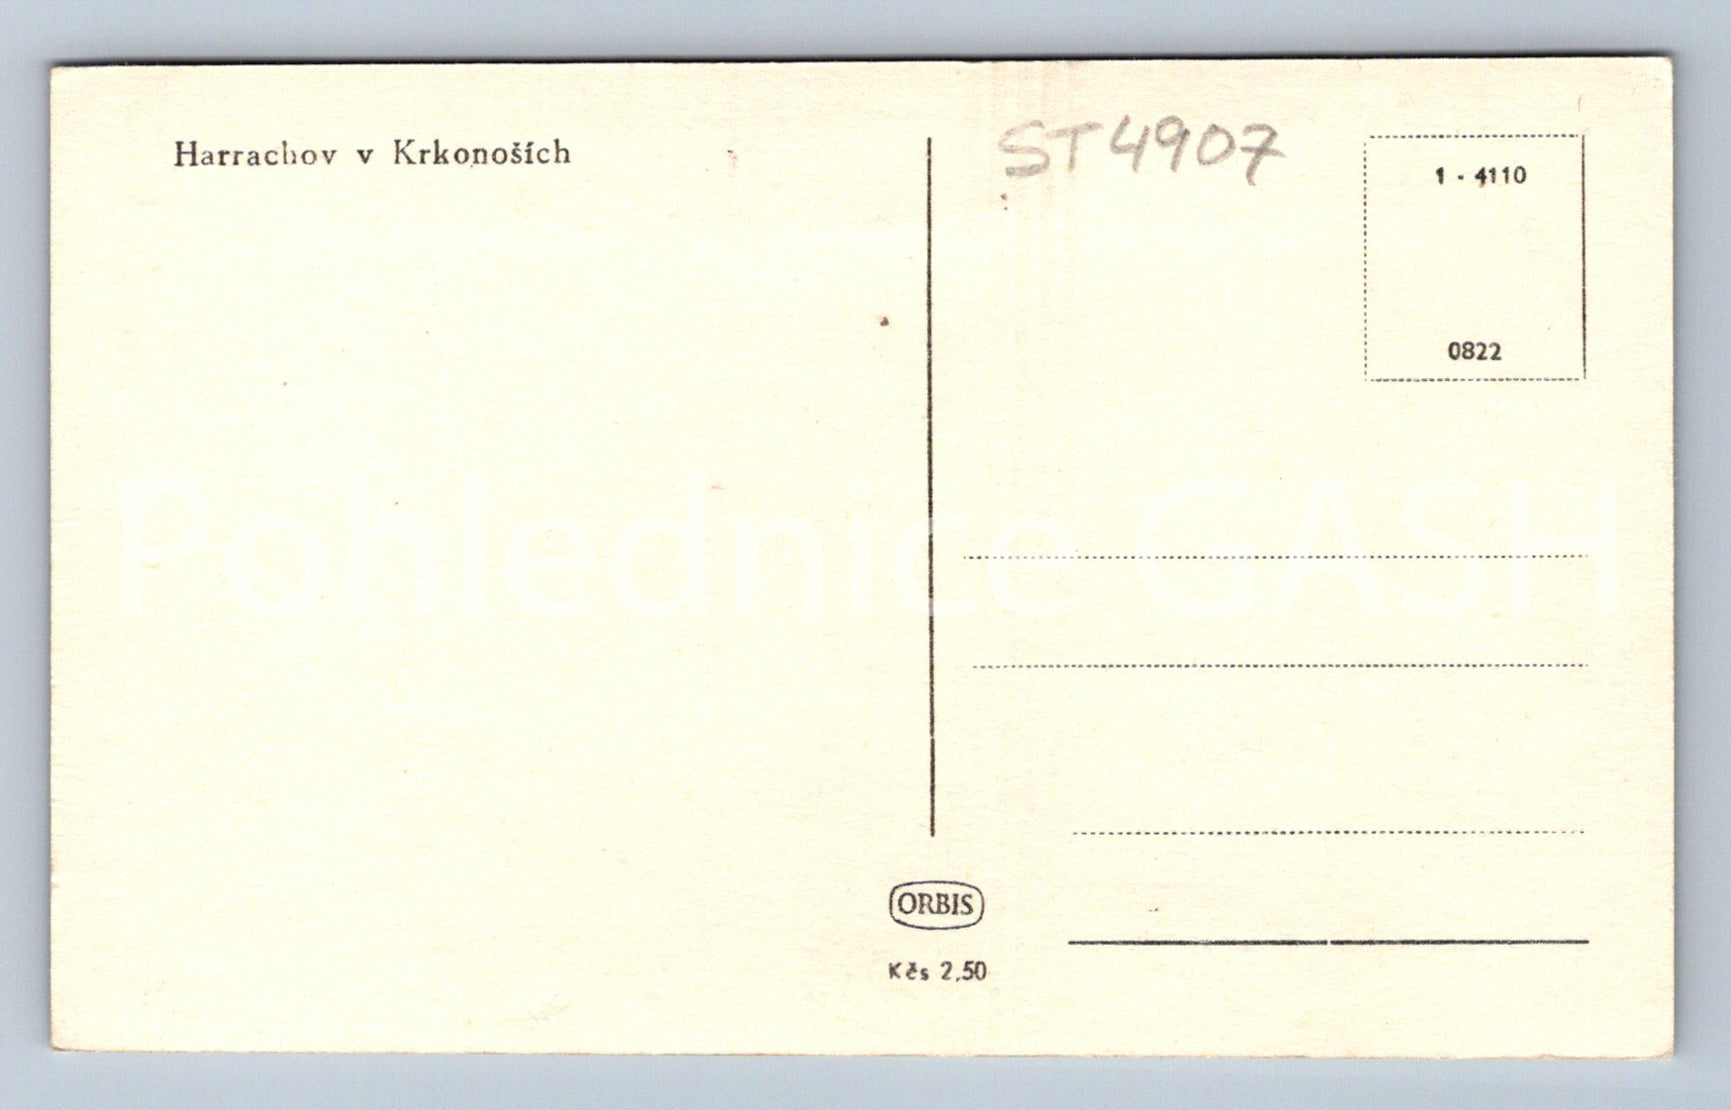 Harrachov v Krkonoších
ST4907
1 - 4110
0822
Pohlednice GASH
ORBIS
Kčs 2,50